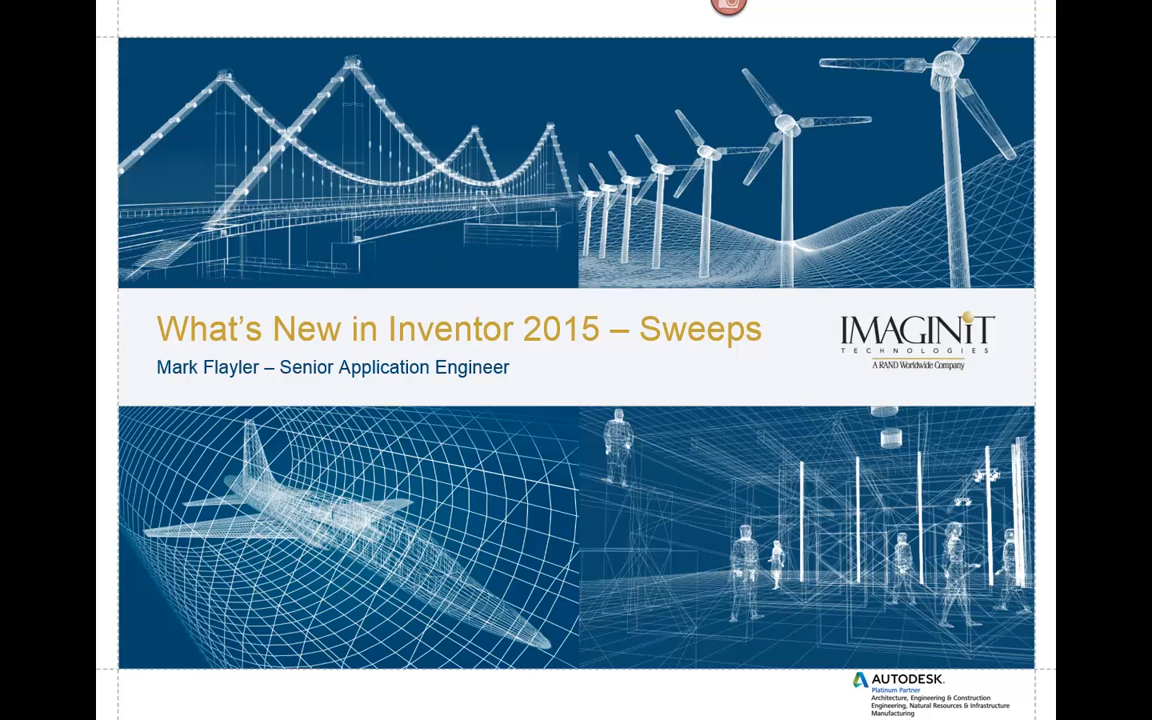 What's New in Inventor 2015 – Sweeps
Mark Flayler – Senior Application Engineer
IMAGINiT
TECHNOLOGIES
A RAND Worldwide Company
AUTODESK.
Platinum Partner
Architecture, Engineering & Construction
Engineering, Natural Resources & Infrastructure
Manufacturing